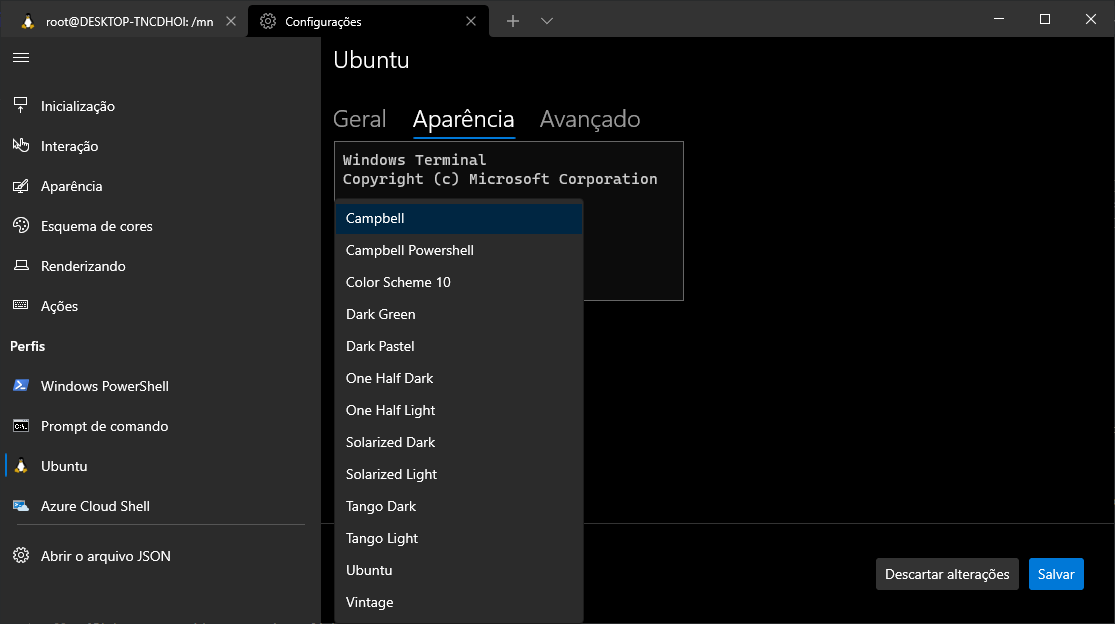 root@DESKTOP-TNCDHOI: /mn
Configurações
Ubuntu
Inicialização
Interação
Aparência
Esquema de cores
Renderizando
Ações
Perfis
Windows PowerShell
Prompt de comando
Ubuntu
Azure Cloud Shell
Abrir o arquivo JSON
Geral Aparência Avançado
Windows Terminal
Copyright (c) Microsoft Corporation
Campbell
Campbell Powershell
Color Scheme 10
Dark Green
Dark Pastel
One Half Dark
One Half Light
Solarized Dark
Solarized Light
Tango Dark
Tango Light
Ubuntu
Vintage
Descartar alterações
Salvar